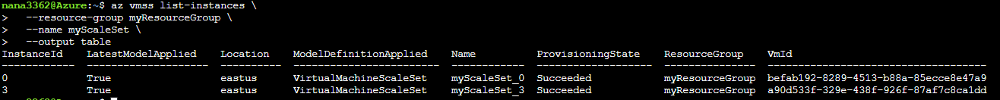 nana3362@Azure:~$ az vmss list-instances \
>   --resource-group myResourceGroup \
>   --name myScaleSet \
>   --output table
InstanceId    LatestModelApplied    Location    ModelDefinitionApplied    Name          ProvisioningState    ResourceGroup    VmId
------------  --------------------  ----------  ------------------------  ------------  -------------------  ---------------  ------------------------------------
0             True                  eastus      VirtualMachineScaleSet    myScaleSet_0  Succeeded            myResourceGroup  befab192-8289-4513-b88a-85ecce8e47a9
3             True                  eastus      VirtualMachineScaleSet    myScaleSet_3  Succeeded            myResourceGroup  a90d533f-329e-438f-926f-87af7c8ca1dd